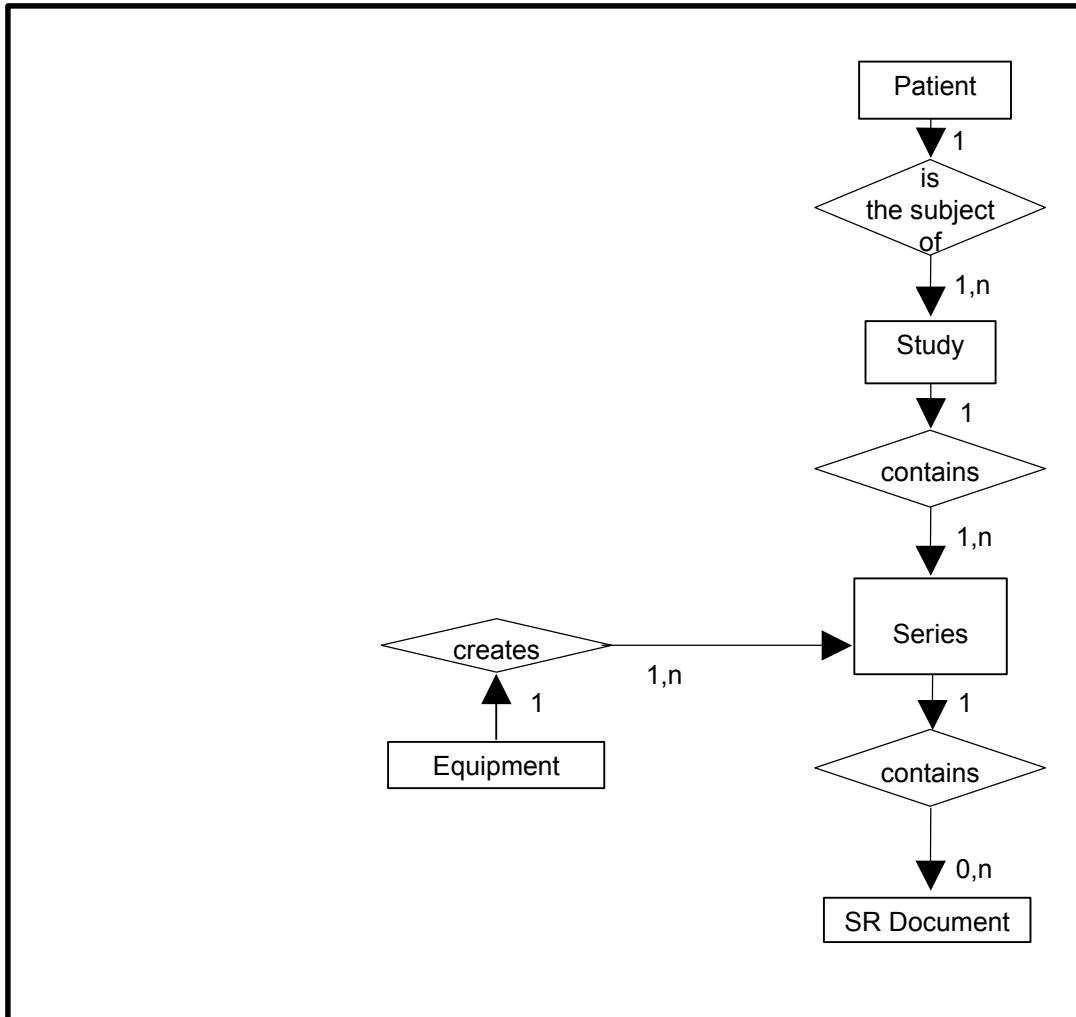 Patient
1
is
the subject
of
1,n
Study
1
contains
1,n
Series
creates
1,n
1
1
Equipment
contains
0,n
SR Document